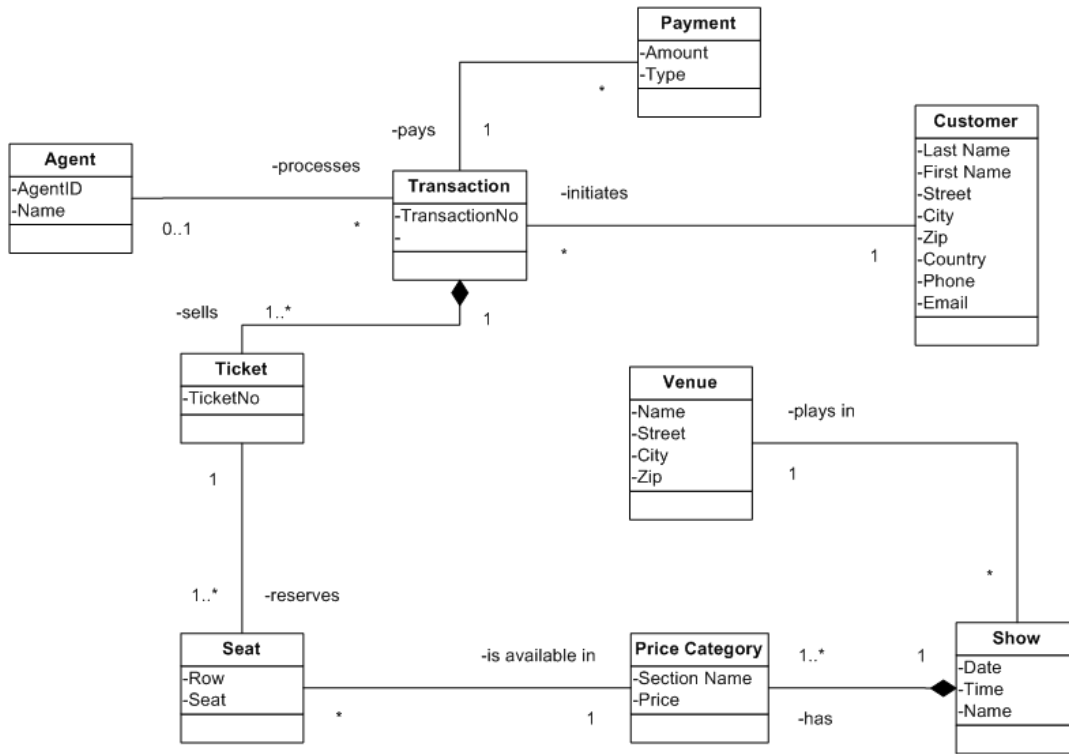 Payment
-Amount
-Type
*
-pays
1
Customer
-Last Name
-First Name
-Street
-City
-Zip
-Country
-Phone
-Email
Agent
-AgentID
-Name
-processes
0..1
*
Transaction
-TransactionNo
-
-initiates
*
1
-sells
1..*
1
Ticket
-TicketNo
Venue
-Name
-Street
-City
-Zip
-plays in
1
*
1
1..*
-reserves
Seat
-Row
-Seat
-is available in
*
1
Price Category
-Section Name
-Price
1..*
1
-has
Show
-Date
-Time
-Name